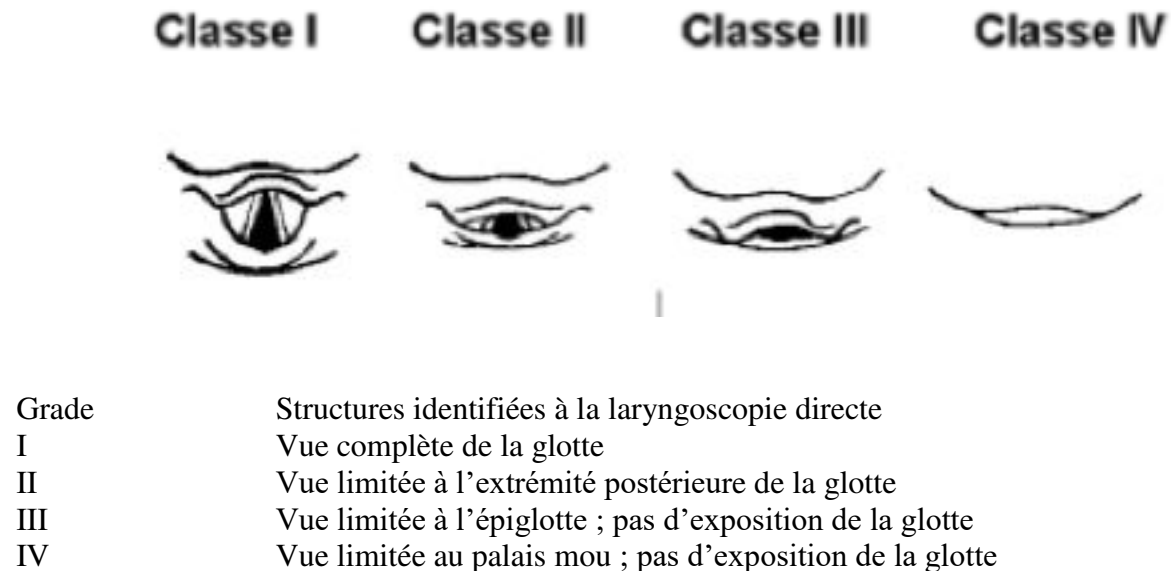 Classe I Classe II Classe III Classe IV
Grade Structures identifiées à la laryngoscopie directe
I Vue complète de la glotte
II Vue limitée à l’extrémité postérieure de la glotte
III Vue limitée à l’épiglotte ; pas d’exposition de la glotte
IV Vue limitée au palais mou ; pas d’exposition de la glotte